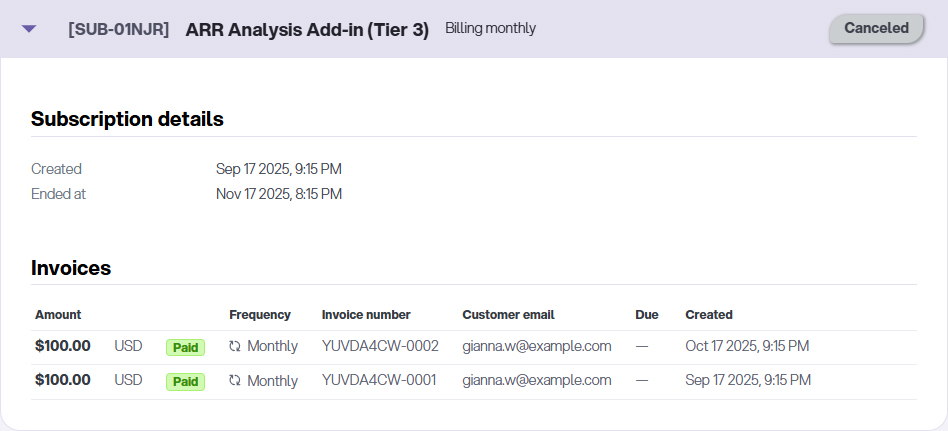 [SUB-01NJR] ARR Analysis Add-in (Tier 3) Billing monthly Canceled
Subscription details
Created Sep 17 2025, 9:15 PM
Ended at Nov 17 2025, 8:15 PM
Invoices
Amount Frequency Invoice number Customer email Due Created
$100.00 USD Paid Monthly YUVDA4CW-0002 gianna.w@example.com — Oct 17 2025, 9:15 PM
$100.00 USD Paid Monthly YUVDA4CW-0001 gianna.w@example.com — Sep 17 2025, 9:15 PM